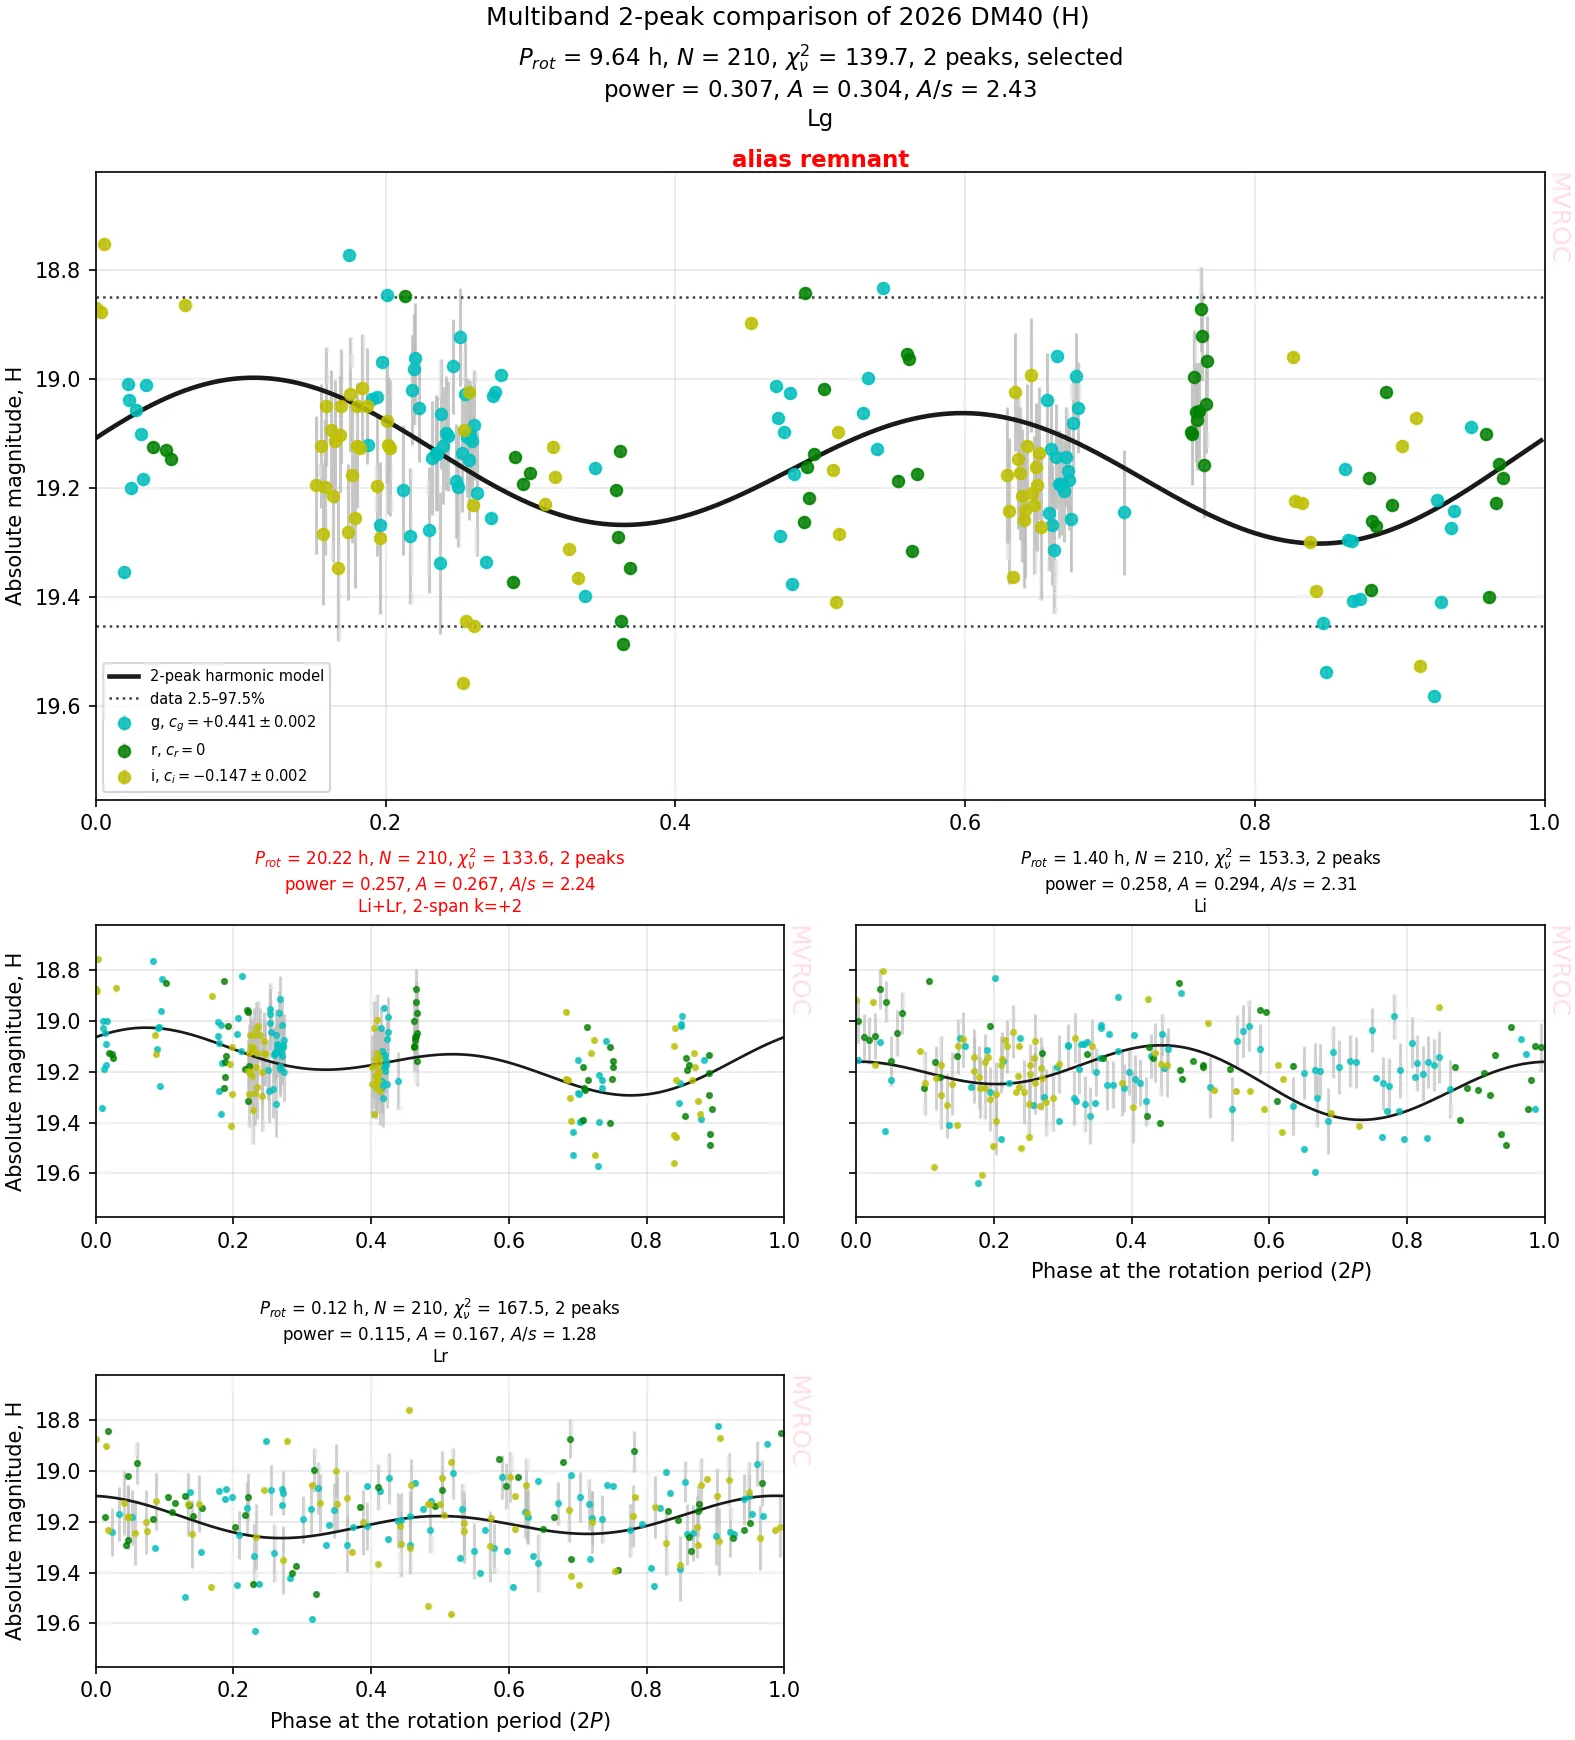 Multiband 2-peak comparison of 2026 DM40 (H)
P_rot = 9.64 h, N = 210, χ²_ν = 139.7, 2 peaks, selected
power = 0.307, A = 0.304, A/s = 2.43
Lg
alias remnant
MVROC
Absolute magnitude, H
18.8
19.0
19.2
19.4
19.6
2-peak harmonic model
data 2.5–97.5%
g, c_g = +0.441 ± 0.002
r, c_r = 0
i, c_i = −0.147 ± 0.002
0.0 0.2 0.4 0.6 0.8 1.0
P_rot = 20.22 h, N = 210, χ²_ν = 133.6, 2 peaks
power = 0.257, A = 0.267, A/s = 2.24
Li+Lr, 2-span k=+2
MVROC
Absolute magnitude, H
18.8
19.0
19.2
19.4
19.6
0.0 0.2 0.4 0.6 0.8 1.0
P_rot = 1.40 h, N = 210, χ²_ν = 153.3, 2 peaks
power = 0.258, A = 0.294, A/s = 2.31
Li
MVROC
0.0 0.2 0.4 0.6 0.8 1.0
Phase at the rotation period (2P)
P_rot = 0.12 h, N = 210, χ²_ν = 167.5, 2 peaks
power = 0.115, A = 0.167, A/s = 1.28
Lr
MVROC
Absolute magnitude, H
18.8
19.0
19.2
19.4
19.6
0.0 0.2 0.4 0.6 0.8 1.0
Phase at the rotation period (2P)